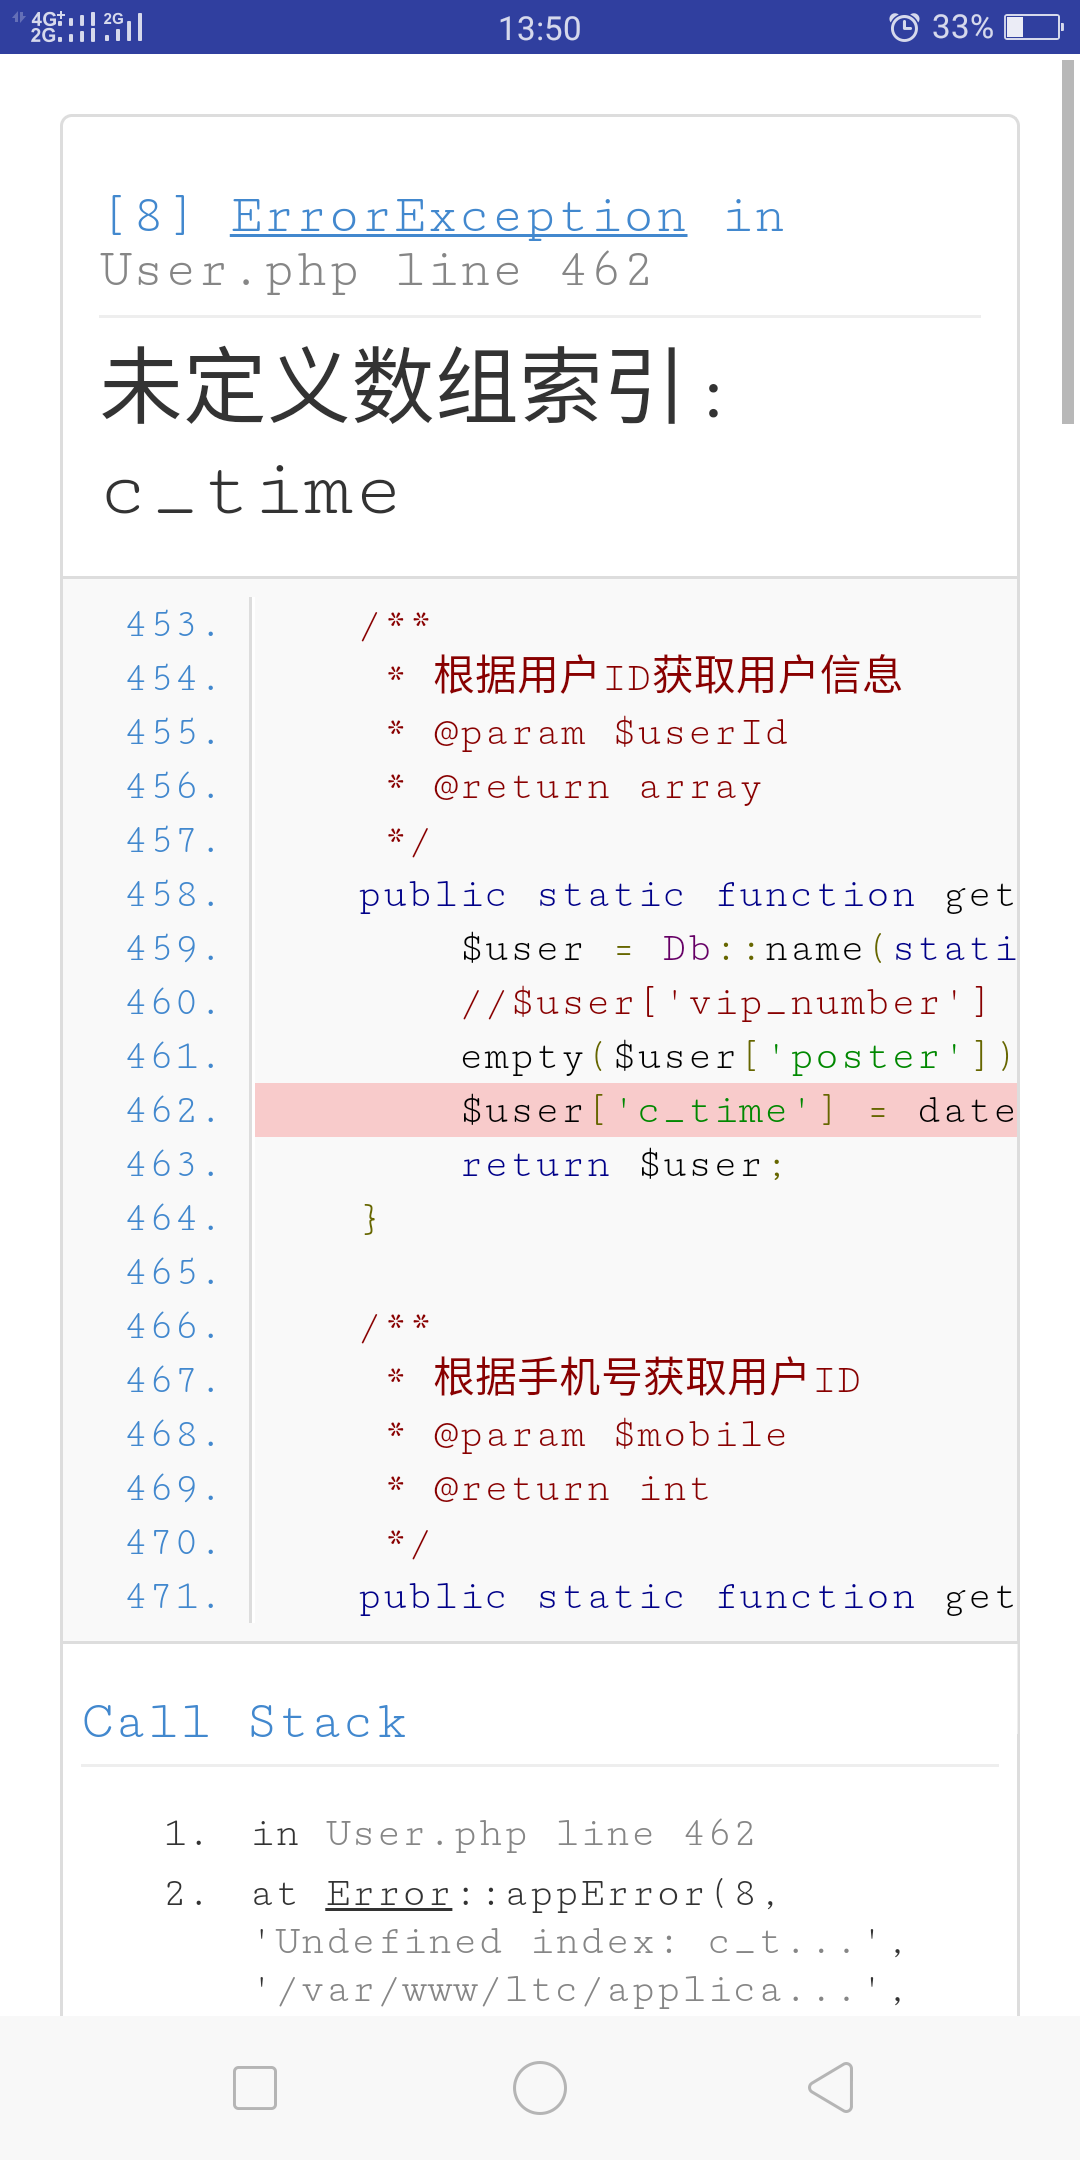 4G+ 2G
2G
13:50
33%
[8] ErrorException in
User.php line 462
未定义数组索引:
c_time
453. /**
454. * 根据用户ID获取用户信息
455. * @param $userId
456. * @return array
457. */
458. public static function get
459. $user = Db::name(stati
460. //$user['vip_number']
461. empty($user['poster'])
462. $user['c_time'] = date
463. return $user;
464. }
465.
466. /**
467. * 根据手机号获取用户ID
468. * @param $mobile
469. * @return int
470. */
471. public static function get
Call Stack
1. in User.php line 462
2. at Error::appError(8,
'Undefined index: c_t...',
'/var/www/ltc/applica...',